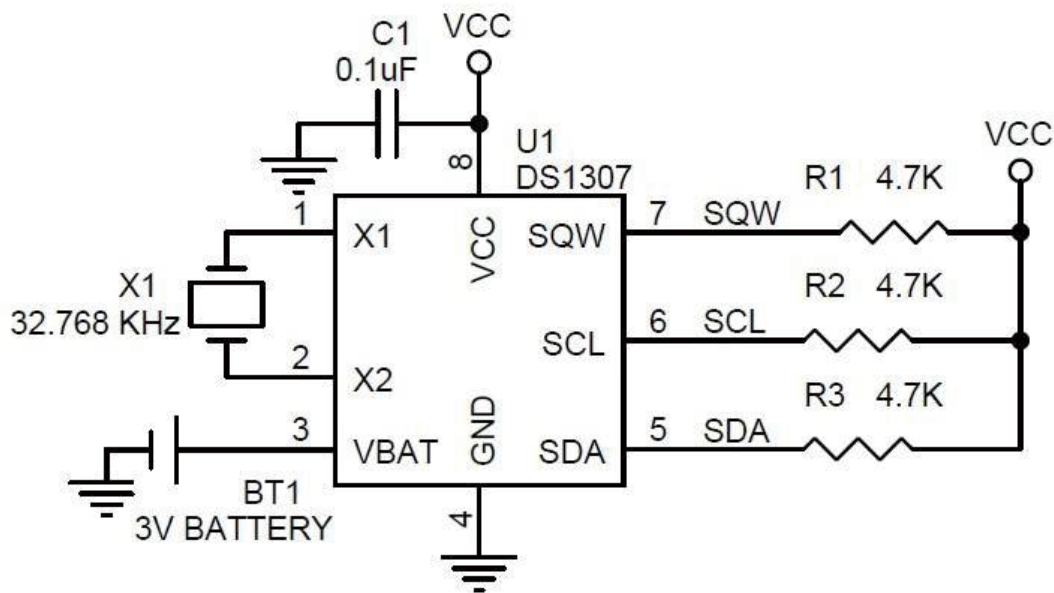 C1
0.1uF
VCC
8
U1
DS1307
VCC
R1 4.7K
1
X1
VCC
SQW
7
SQW
X1
32.768 KHz
R2 4.7K
2
X2
SCL
6
SCL
R3 4.7K
3
VBAT
GND
SDA
5
SDA
BT1
3V BATTERY
4